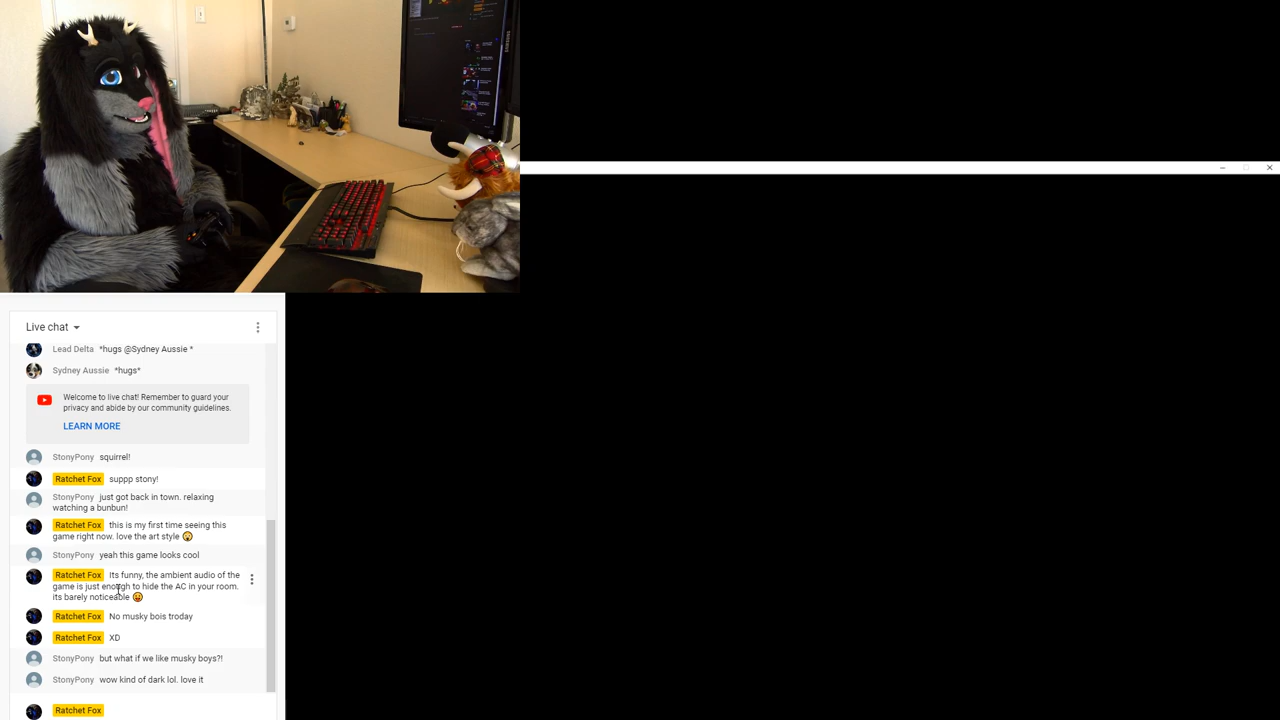 SAMSUNG
Live chat
Lead Delta *hugs @Sydney Aussie *
Sydney Aussie *hugs*
Welcome to live chat! Remember to guard your
privacy and abide by our community guidelines.
LEARN MORE
StonyPony squirrel!
Ratchet Fox suppp stony!
StonyPony just got back in town. relaxing
watching a bunbun!
Ratchet Fox this is my first time seeing this
game right now. love the art style
StonyPony yeah this game looks cool
Ratchet Fox Its funny, the ambient audio of the
game is just enough to hide the AC in your room.
its barely noticeable
Ratchet Fox No musky bois troday
Ratchet Fox XD
StonyPony but what if we like musky boys?!
StonyPony wow kind of dark lol. love it
Ratchet Fox